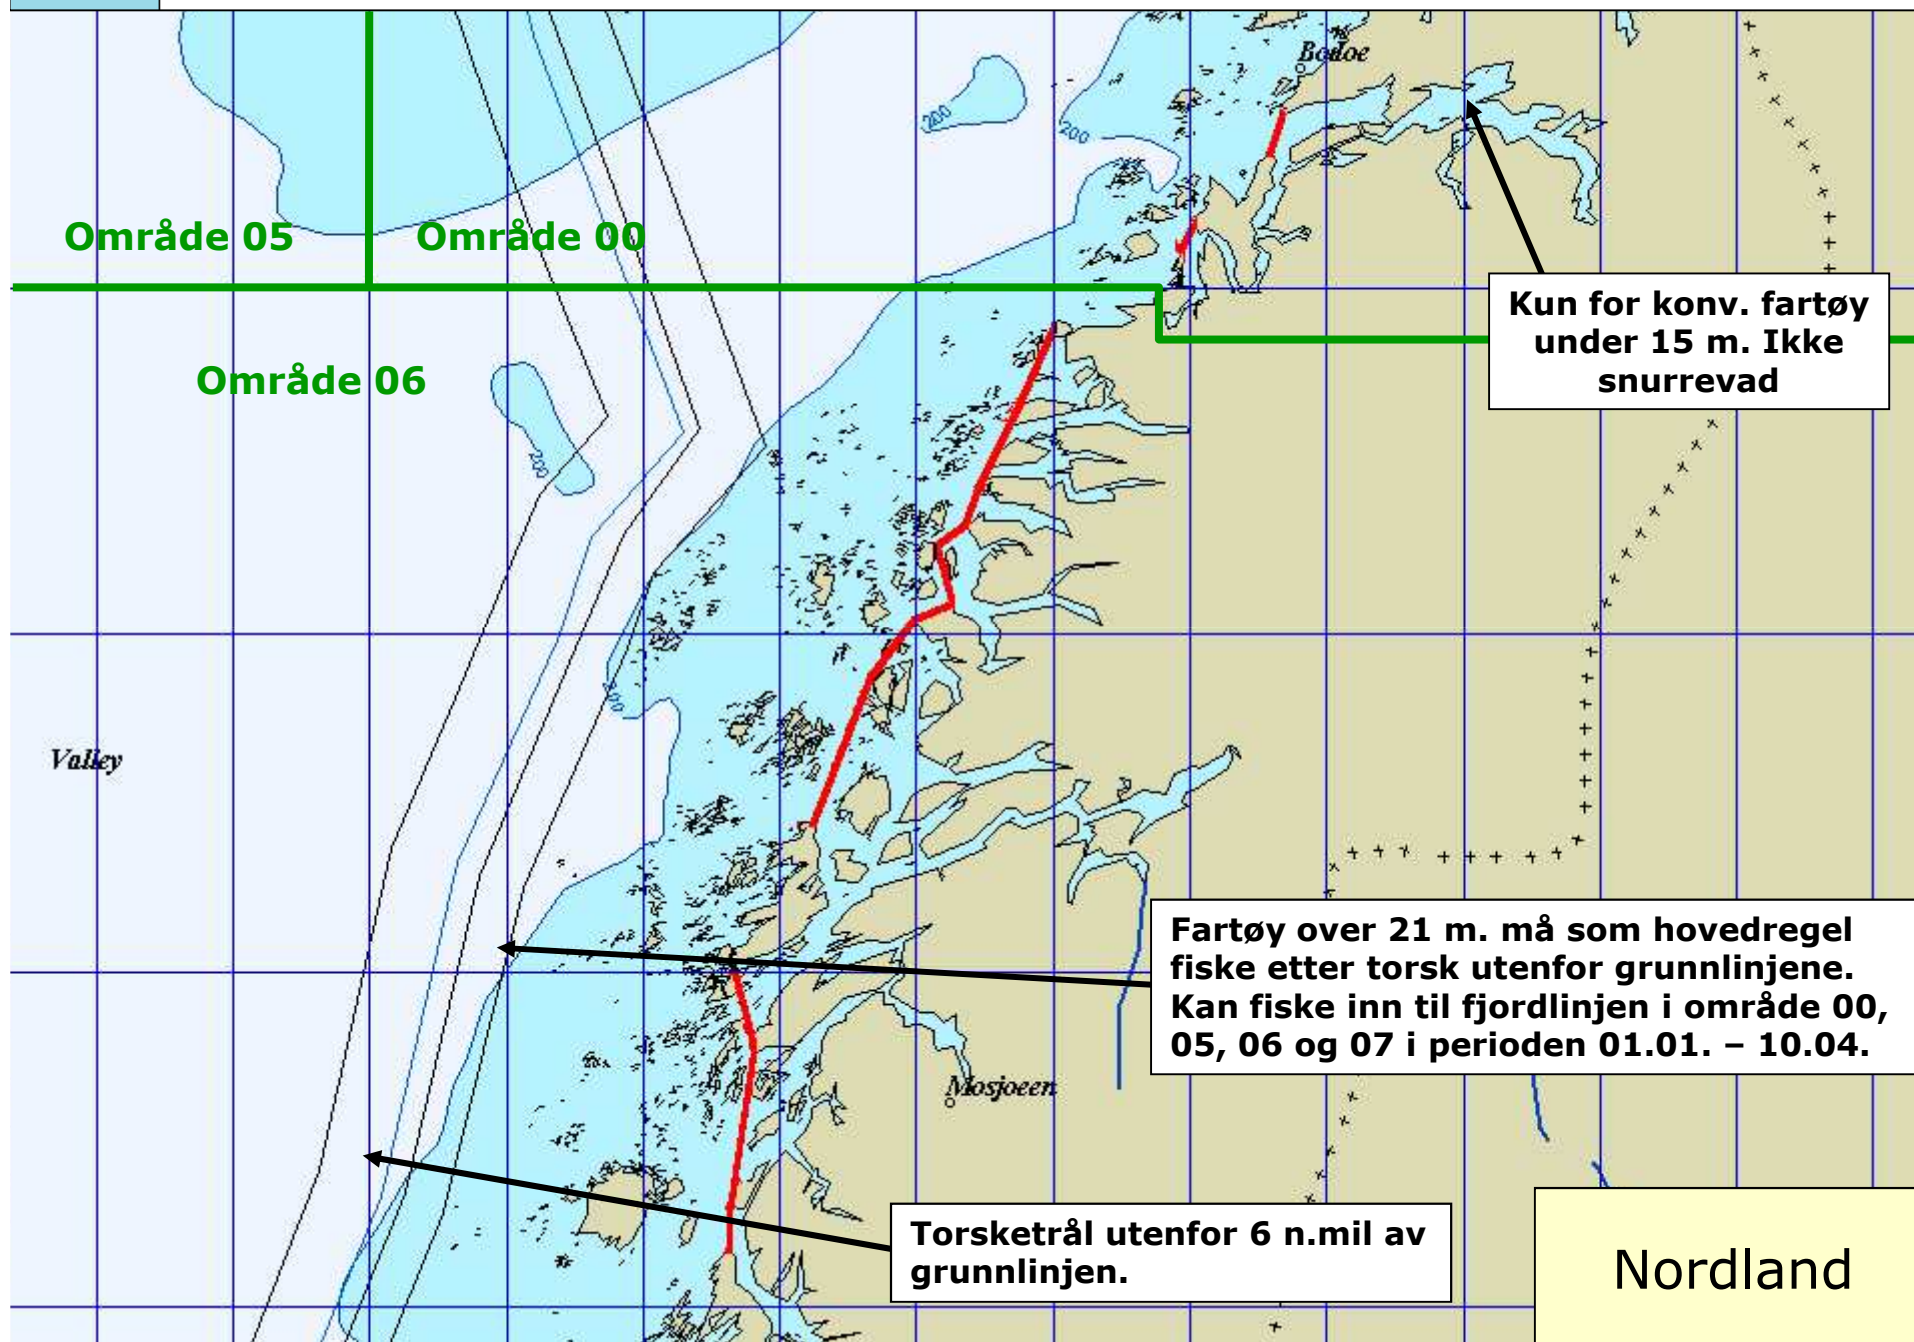 Bodoe
200
200
Område 05
Område 00
Kun for konv. fartøy
under 15 m. Ikke
snurrevad
Område 06
200
200
Valley
Fartøy over 21 m. må som hovedregel
fiske etter torsk utenfor grunnlinjene.
Kan fiske inn til fjordlinjen i område 00,
05, 06 og 07 i perioden 01.01. – 10.04.
Mosjoeen
Torsketrål utenfor 6 n.mil av
grunnlinjen.
Nordland